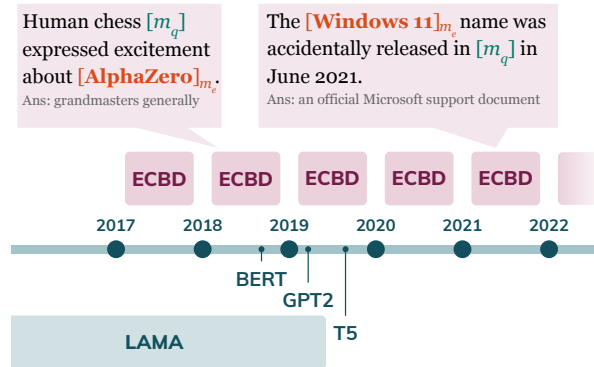 Human chess [m_q]
expressed excitement
about [AlphaZero]_{m_e}.
Ans: grandmasters generally
The [Windows 11]_{m_e} name was
accidentally released in [m_q] in
June 2021.
Ans: an official Microsoft support document
ECBD ECBD ECBD ECBD ECBD
2017 2018 2019 2020 2021 2022
BERT
GPT2
T5
LAMA